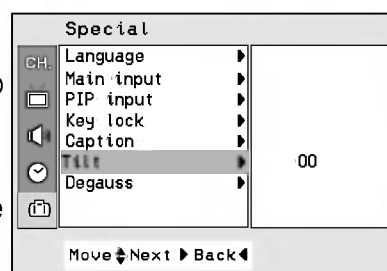 Special
CH.
Language
Main input
PIP input
Key lock
Caption
Tilt
00
Degauss
Move Next Back